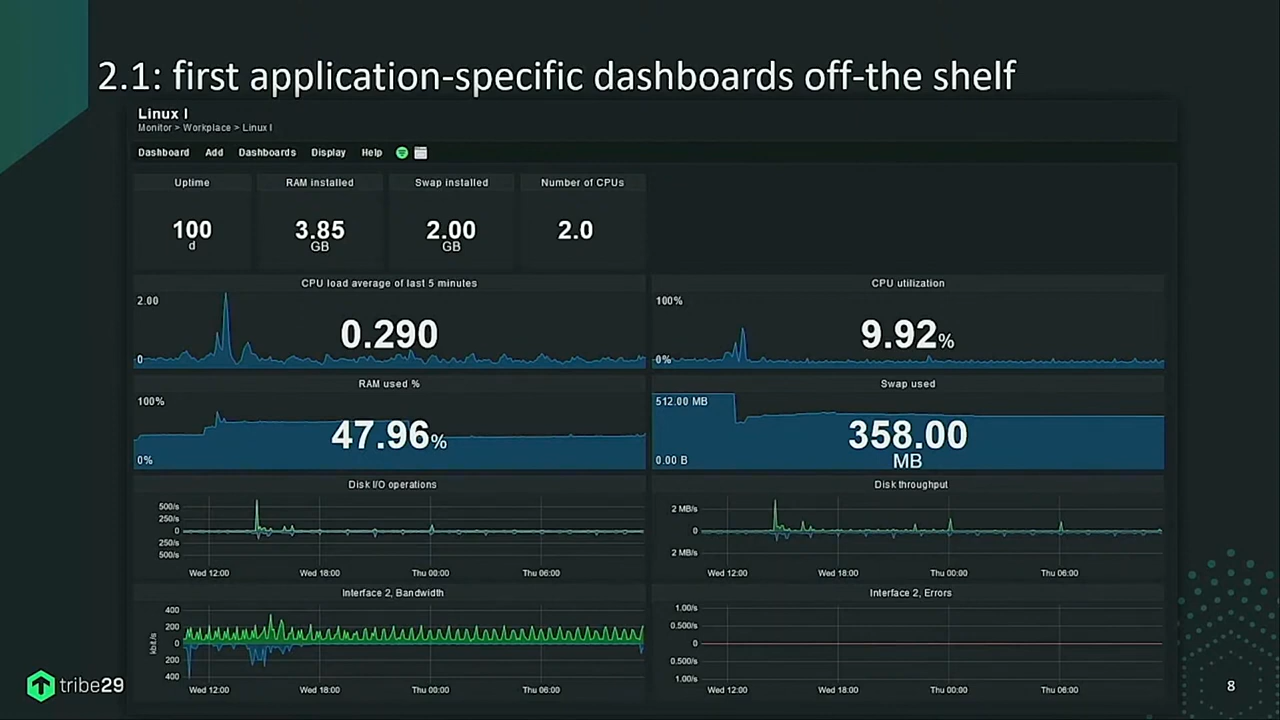 2.1: first application-specific dashboards off-the shelf
Linux I
Monitor > Workplace > Linux I
Dashboard Add Dashboards Display Help
Uptime RAM installed Swap installed Number of CPUs
100 3.85 2.00 2.0
d GB GB
CPU load average of last 5 minutes CPU utilization
2.00 100%
0.290 9.92%
0 0%
RAM used % Swap used
100% 512.00 MB
47.96% 358.00
0% 0.00 B MB
Disk I/O operations Disk throughput
500/s
250/s 2 MB/s
0 0
250/s
500/s 2 MB/s
Wed 12:00 Wed 18:00 Thu 00:00 Thu 06:00 Wed 12:00 Wed 18:00 Thu 00:00 Thu 06:00
Interface 2, Bandwidth Interface 2, Errors
400 1.00/s
200 0.500/s
kbit/s 0 0
200 0.500/s
400 1.00/s
Wed 12:00 Wed 18:00 Thu 00:00 Thu 06:00 Wed 12:00 Wed 18:00 Thu 00:00 Thu 06:00
tribe29 8